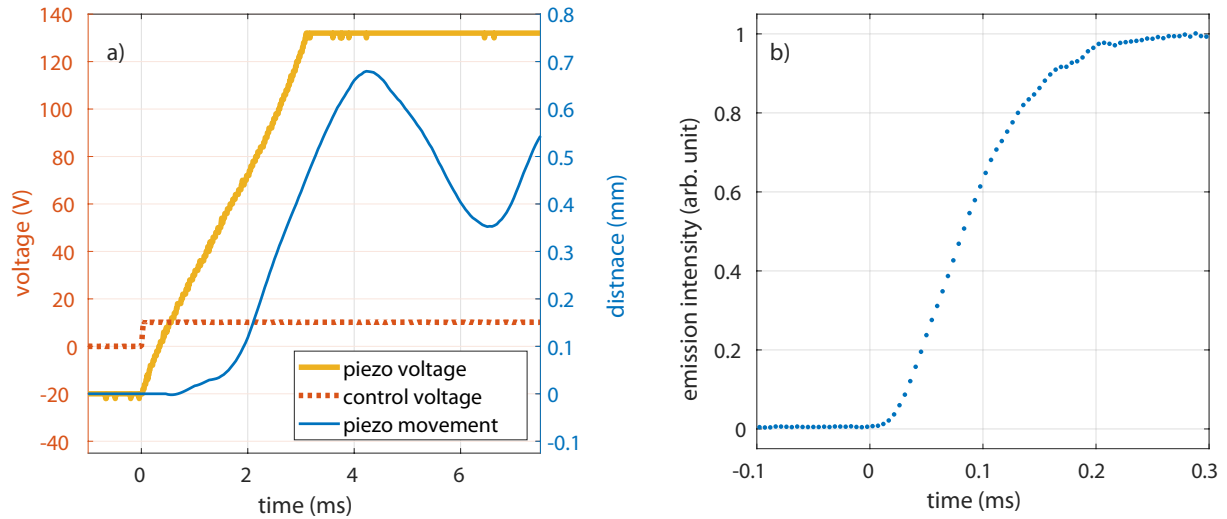 a)
140
120
100
80
60
40
20
0
-20
-40
voltage (V)
0.8
0.7
0.6
0.5
0.4
0.3
0.2
0.1
0
-0.1
distnace (mm)
piezo voltage
control voltage
piezo movement
0 2 4 6
time (ms)
b)
1
0.8
0.6
0.4
0.2
0
emission intensity (arb. unit)
-0.1 0 0.1 0.2 0.3
time (ms)